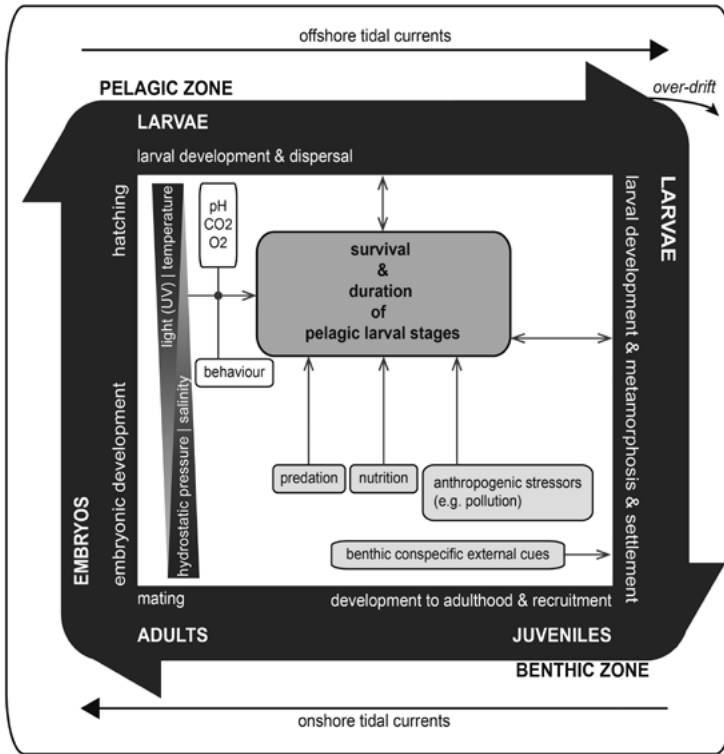 offshore tidal currents
PELAGIC ZONE
over-drift
LARVAE
larval development & dispersal
hatching
embryonic development
EMBRYOS
light (UV) | temperature
hydrostatic pressure | salinity
pH
CO2
O2
behaviour
survival
&
duration
of
pelagic larval stages
predation
nutrition
anthropogenic stressors
(e.g. pollution)
benthic conspecific external cues
LARVAE
larval development & metamorphosis & settlement
mating
development to adulthood & recruitment
ADULTS
JUVENILES
BENTHIC ZONE
onshore tidal currents